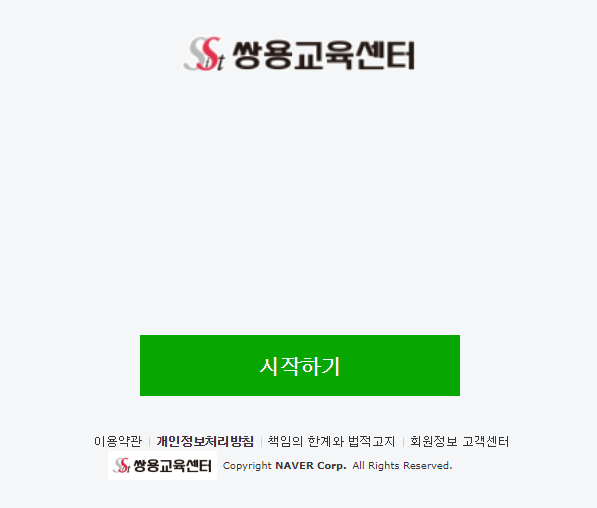 SSist 쌍용교육센터
시작하기
이용약관 | 개인정보처리방침 | 책임의 한계와 법적고지 | 회원정보 고객센터
SSist 쌍용교육센터 Copyright NAVER Corp. All Rights Reserved.